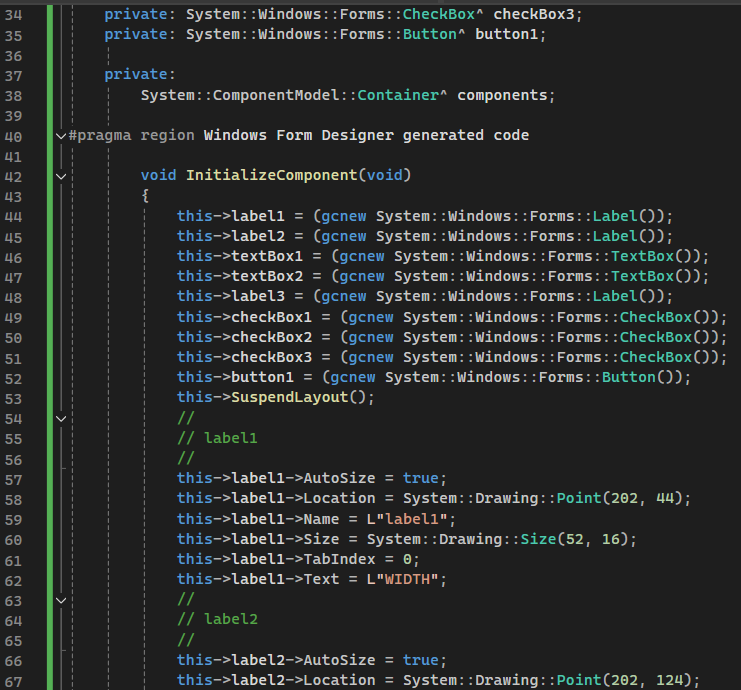 34 private: System::Windows::Forms::CheckBox^ checkBox3;
35 private: System::Windows::Forms::Button^ button1;
36
37 private:
38 System::ComponentModel::Container^ components;
39
40 #pragma region Windows Form Designer generated code
41
42 void InitializeComponent(void)
43 {
44 this->label1 = (gcnew System::Windows::Forms::Label());
45 this->label2 = (gcnew System::Windows::Forms::Label());
46 this->textBox1 = (gcnew System::Windows::Forms::TextBox());
47 this->textBox2 = (gcnew System::Windows::Forms::TextBox());
48 this->label3 = (gcnew System::Windows::Forms::Label());
49 this->checkBox1 = (gcnew System::Windows::Forms::CheckBox());
50 this->checkBox2 = (gcnew System::Windows::Forms::CheckBox());
51 this->checkBox3 = (gcnew System::Windows::Forms::CheckBox());
52 this->button1 = (gcnew System::Windows::Forms::Button());
53 this->SuspendLayout();
54 //
55 // label1
56 //
57 this->label1->AutoSize = true;
58 this->label1->Location = System::Drawing::Point(202, 44);
59 this->label1->Name = L"label1";
60 this->label1->Size = System::Drawing::Size(52, 16);
61 this->label1->TabIndex = 0;
62 this->label1->Text = L"WIDTH";
63 //
64 // label2
65 //
66 this->label2->AutoSize = true;
67 this->label2->Location = System::Drawing::Point(202, 124);